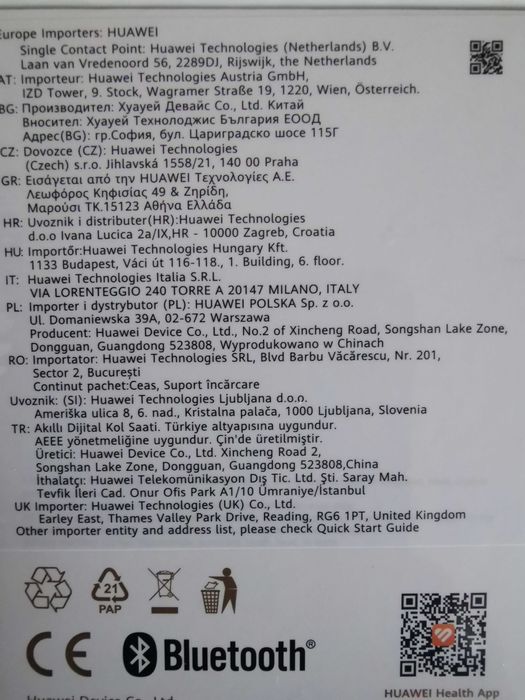 Europe Importers: HUAWEI
Single Contact Point: Huawei Technologies (Netherlands) B.V.
Laan van Vredenoord 56, 2289DJ, Rijswijk, the Netherlands
AT: Importeur: Huawei Technologies Austria GmbH,
IZD Tower, 9. Stock, Wagramer Straße 19, 1220, Wien, Österreich.
BG: Производител: Хуауей Девайс Co., Ltd. Китай
Вносител: Хуауей Технолоджис България ЕООД
Адрес(BG): гр.София, бул. Цариградско шосе 115Г
CZ: Dovozce (CZ): Huawei Technologies
(Czech) s.r.o. Jihlavská 1558/21, 140 00 Praha
GR: Εισάγεται από την HUAWEI Τεχνολογίες Α.Ε.
Λεωφόρος Κηφισίας 49 & Ζηρίδη,
Μαρούσι ΤΚ.15123 Αθήνα Ελλάδα
HR: Uvoznik i distributer(HR):Huawei Technologies
d.o.o Ivana Lucica 2a/IX,HR - 10000 Zagreb, Croatia
HU: Importőr:Huawei Technologies Hungary Kft.
1133 Budapest, Váci út 116-118., 1. Building, 6. floor.
IT: Huawei Technologies Italia S.R.L.
VIA LORENTEGGIO 240 TORRE A 20147 MILANO, ITALY
PL: Importer i dystrybutor (PL): HUAWEI POLSKA Sp. z o.o.
Ul. Domaniewska 39A, 02-672 Warszawa
Producent: Huawei Device Co., Ltd., No.2 of Xincheng Road, Songshan Lake Zone,
Dongguan, Guangdong 523808, Wyprodukowano w Chinach
RO: Importator: Huawei Technologies SRL, Blvd Barbu Văcărescu, Nr. 201,
Sector 2, București
Continut pachet:Ceas, Suport încărcare
Uvoznik: (SI): Huawei Technologies Ljubljana d.o.o.
Ameriška ulica 8, 6. nad., Kristalna palača, 1000 Ljubljana, Slovenia
TR: Akıllı Dijital Kol Saati. Türkiye altyapısına uygundur.
AEEE yönetmeliğine uygundur. Çin'de üretilmiştir.
Üretici: Huawei Device Co., Ltd. Xincheng Road 2,
Songshan Lake Zone, Dongguan, Guangdong 523808,China
İthalatçı: Huawei Telekomünikasyon Dış Tic. Ltd. Şti. Saray Mah.
Tevfik İleri Cad. Onur Ofis Park A1/10 Ümraniye/İstanbul
UK Importer: Huawei Technologies (UK) Co., Ltd.
Earley East, Thames Valley Park Drive, Reading, RG6 1PT, United Kingdom
Other importer entity and address list, please check Quick Start Guide
21
PAP
CE
Bluetooth®
HUAWEI Health App
Huawei Device Co., Ltd.